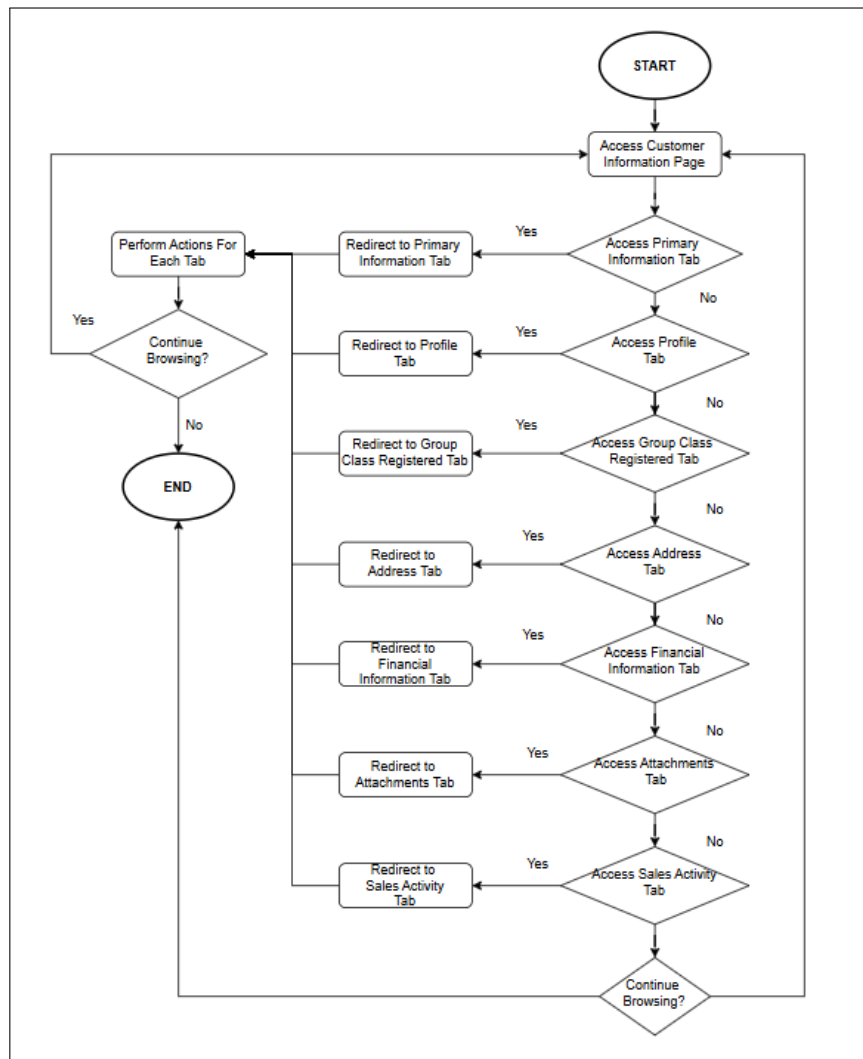 START
Access Customer
Information Page
Yes
Access Primary
Information Tab
Redirect to Primary
Information Tab
Perform Actions For
Each Tab
No
Yes
Yes
Continue
Browsing?
Redirect to Profile
Tab
Access Profile
Tab
No
No
Yes
Redirect to Group
Class Registered Tab
Access Group Class
Registered Tab
END
No
Yes
Redirect to
Address Tab
Access Address
Tab
No
Yes
Redirect to
Financial
Information Tab
Access Financial
Information Tab
No
Yes
Redirect to
Attachments Tab
Access Attachments
Tab
No
Yes
Redirect to
Sales Activity
Tab
Access Sales Activity
Tab
Continue
Browsing?